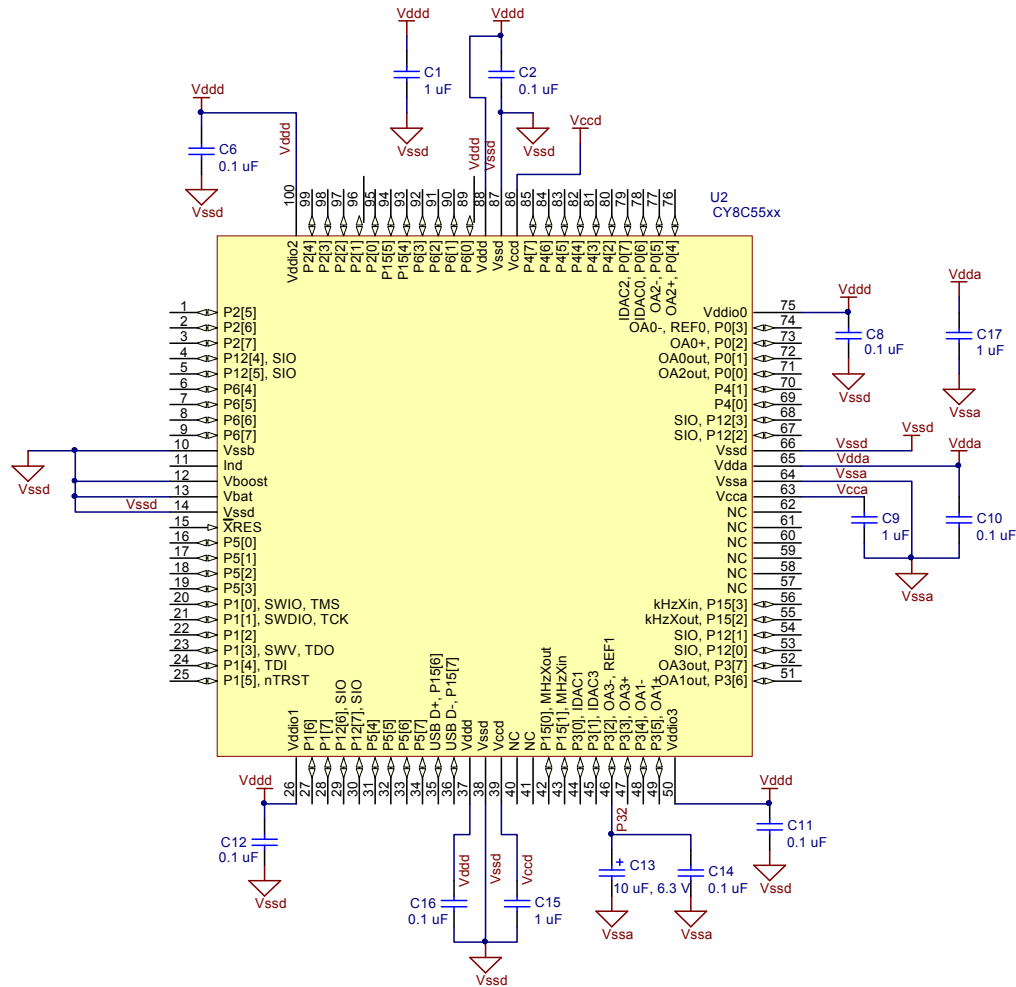 Vddd
Vddd
C1
1 uF
C2
0.1 uF
Vssd
Vssd
Vddd
C6
0.1 uF
Vssd
Vddd
Vddd
Vssd
Vccd
U2
CY8C55xx
100
99
98
97
96
95
94
93
92
91
90
89
88
87
86
85
84
83
82
81
80
79
78
77
76
Vddio2
P2[4]
P2[3]
P2[2]
P2[1]
P2[0]
P15[5]
P15[4]
P6[3]
P6[2]
P6[1]
P6[0]
Vddd
Vssd
Vccd
P4[7]
P4[6]
P4[5]
P4[4]
P4[3]
P4[2]
IDAC2, P0[7]
IDAC0, P0[6]
OA2-, P0[5]
OA2+, P0[4]
1 P2[5]
2 P2[6]
3 P2[7]
4 P12[4], SIO
5 P12[5], SIO
6 P6[4]
7 P6[5]
8 P6[6]
9 P6[7]
10 Vssb
11 Ind
12 Vboost
13 Vbat
Vssd 14 Vssd
15 XRES
16 P5[0]
17 P5[1]
18 P5[2]
19 P5[3]
20 P1[0], SWIO, TMS
21 P1[1], SWDIO, TCK
22 P1[2]
23 P1[3], SWV, TDO
24 P1[4], TDI
25 P1[5], nTRST
Vssd
Vddio0 75
OA0-, REF0, P0[3] 74
OA0+, P0[2] 73
OA0out, P0[1] 72
OA2out, P0[0] 71
P4[1] 70
P4[0] 69
SIO, P12[3] 68
SIO, P12[2] 67
Vssd 66 Vssd
Vdda 65 Vdda
Vssa 64 Vssa
Vcca 63 Vcca
NC 62
NC 61
NC 60
NC 59
NC 58
NC 57
kHzXin, P15[3] 56
kHzXout, P15[2] 55
SIO, P12[1] 54
SIO, P12[0] 53
OA3out, P3[7] 52
OA1out, P3[6] 51
Vddd
C8
0.1 uF
Vssd
Vdda
C17
1 uF
Vssa
Vssd
Vdda
C9
1 uF
C10
0.1 uF
Vssa
Vddio1
P1[6]
P1[7]
P12[6], SIO
P12[7], SIO
P5[4]
P5[5]
P5[6]
P5[7]
USB D+, P15[6]
USB D-, P15[7]
Vddd
Vssd
Vccd
NC
NC
P15[0], MHzXout
P15[1], MHzXin
P3[0], IDAC1
P3[1], IDAC3
P3[2], OA3-, REF1
P3[3], OA3+
P3[4], OA1-
P3[5], OA1+
Vddio3
26
27
28
29
30
31
32
33
34
35
36
37
38
39
40
41
42
43
44
45
46
47
48
49
50
Vddd
C12
0.1 uF
Vssd
Vddd
Vssd
Vccd
C16
0.1 uF
C15
1 uF
Vssd
P32
+
C13
10 uF, 6.3 V
Vssa
C14
0.1 uF
Vssa
Vddd
C11
0.1 uF
Vssd